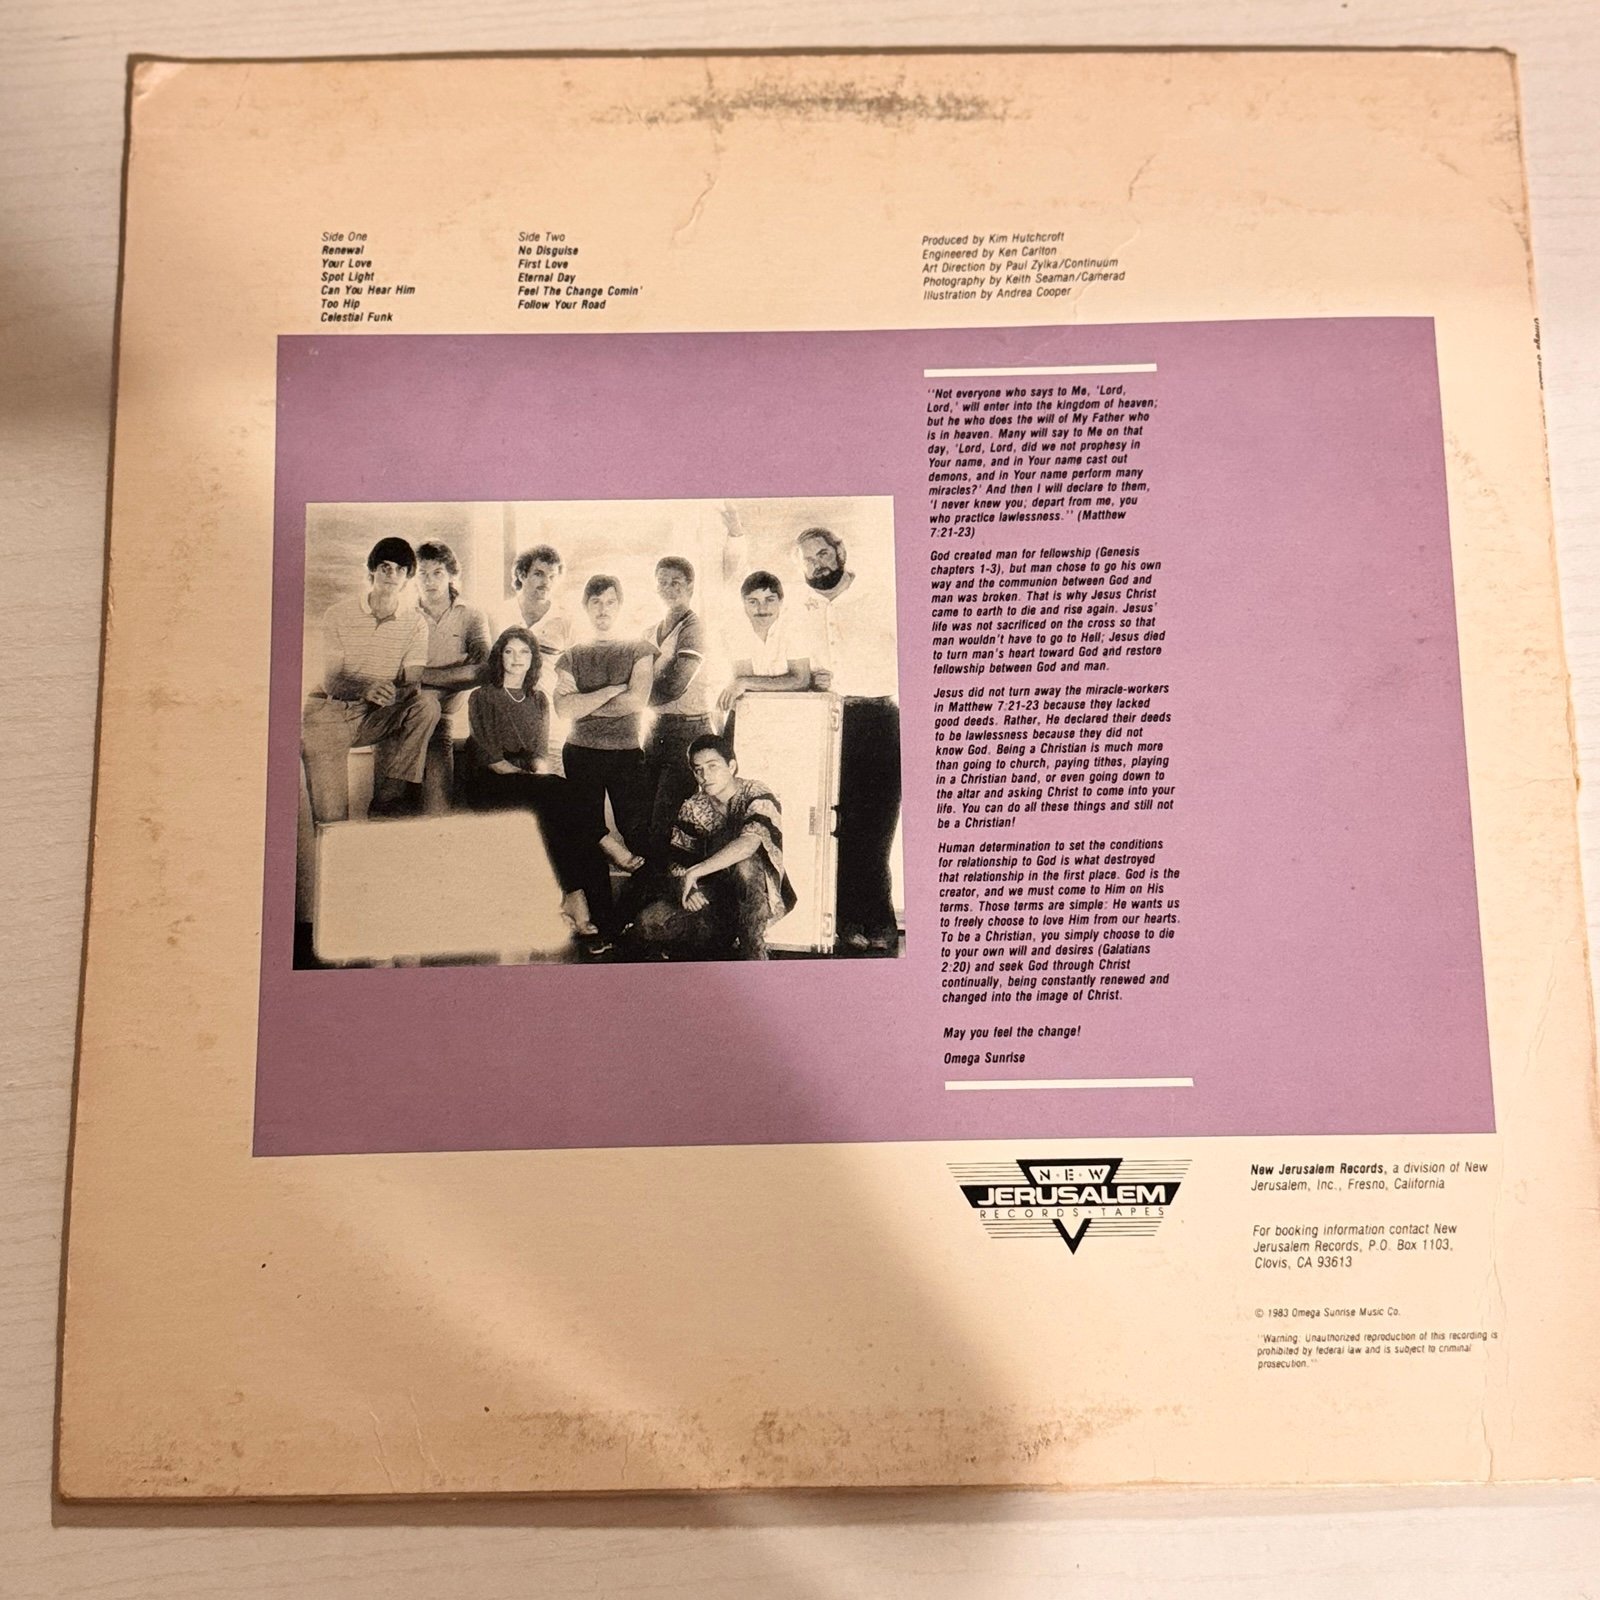 Side One
Renewal
Your Love
Spot Light
Can You Hear Him
Too Hip
Celestial Funk
Side Two
No Disguise
First Love
Eternal Day
Feel The Change Comin'
Follow Your Road
Produced by Kim Hutchcroft
Engineered by Ken Carlton
Art Direction by Paul Zylka/Continuum
Photography by Keith Seaman/Camerad
Illustration by Andrea Cooper
"Not everyone who says to Me, 'Lord,
Lord,' will enter into the kingdom of heaven;
but he who does the will of My Father who
is in heaven. Many will say to Me on that
day, 'Lord, Lord, did we not prophesy in
Your name, and in Your name cast out
demons, and in Your name perform many
miracles?' And then I will declare to them,
'I never knew you; depart from me, you
who practice lawlessness.'" (Matthew
7:21-23)
God created man for fellowship (Genesis
chapters 1-3), but man chose to go his own
way and the communion between God and
man was broken. That is why Jesus Christ
came to earth to die and rise again. Jesus'
life was not sacrificed on the cross so that
man wouldn't have to go to Hell; Jesus died
to turn man's heart toward God and restore
fellowship between God and man.
Jesus did not turn away the miracle-workers
in Matthew 7:21-23 because they lacked
good deeds. Rather, He declared their deeds
to be lawlessness because they did not
know God. Being a Christian is much more
than going to church, paying tithes, playing
in a Christian band, or even going down to
the altar and asking Christ to come into your
life. You can do all these things and still not
be a Christian!
Human determination to set the conditions
for relationship to God is what destroyed
that relationship in the first place. God is the
creator, and we must come to Him on His
terms. Those terms are simple: He wants us
to freely choose to love Him from our hearts.
To be a Christian, you simply choose to die
to your own will and desires (Galatians
2:20) and seek God through Christ
continually, being constantly renewed and
changed into the image of Christ.
May you feel the change!
Omega Sunrise
N·E·W
JERUSALEM
RECORDS·TAPES
New Jerusalem Records, a division of New
Jerusalem, Inc., Fresno, California
For booking information contact New
Jerusalem Records, P.O. Box 1103,
Clovis, CA 93613
© 1983 Omega Sunrise Music Co.
"Warning: Unauthorized reproduction of this recording is
prohibited by federal law and is subject to criminal
prosecution."